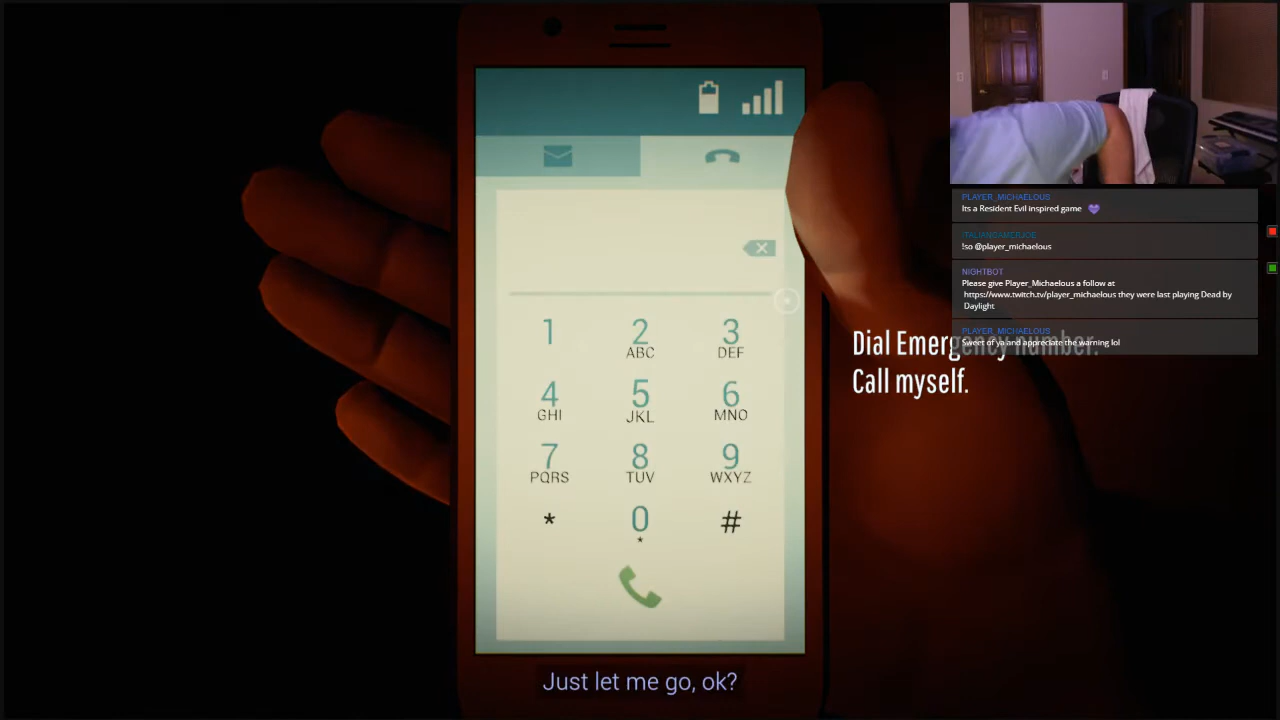 1
2
ABC
3
DEF
4
GHI
5
JKL
6
MNO
7
PQRS
8
TUV
9
WXYZ
*
0
*
#
Dial Emergency number.
Call myself.
Just let me go, ok?
PLAYER_MICHAELOUS
Its a Resident Evil inspired game
ITALIANGAMERJOE
!so @player_michaelous
NIGHTBOT
Please give Player_Michaelous a follow at
https://www.twitch.tv/player_michaelous they were last playing Dead by
Daylight
PLAYER_MICHAELOUS
Sweet of ya and appreciate the warning lol